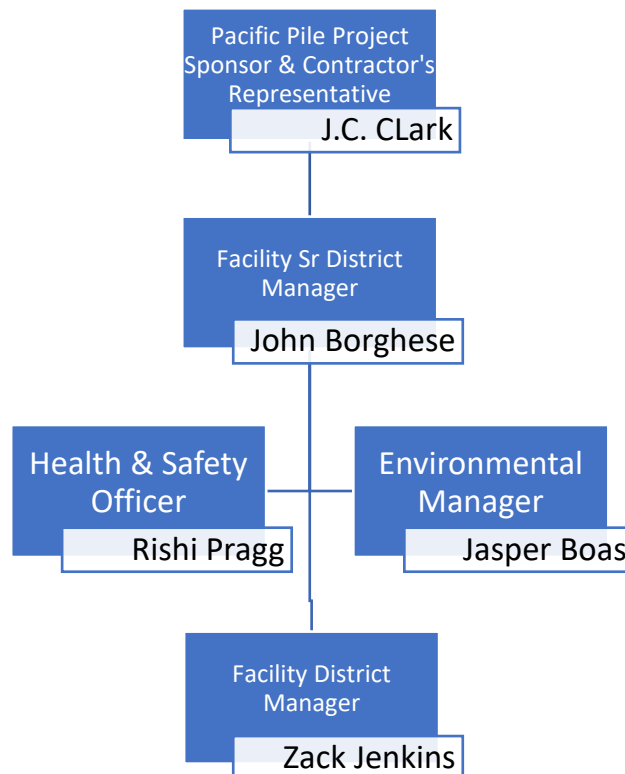 Pacific Pile Project
Sponsor & Contractor's
Representative
J.C. CLark
Facility Sr District
Manager
John Borghese
Health & Safety
Officer
Rishi Pragg
Environmental
Manager
Jasper Boas
Facility District
Manager
Zack Jenkins